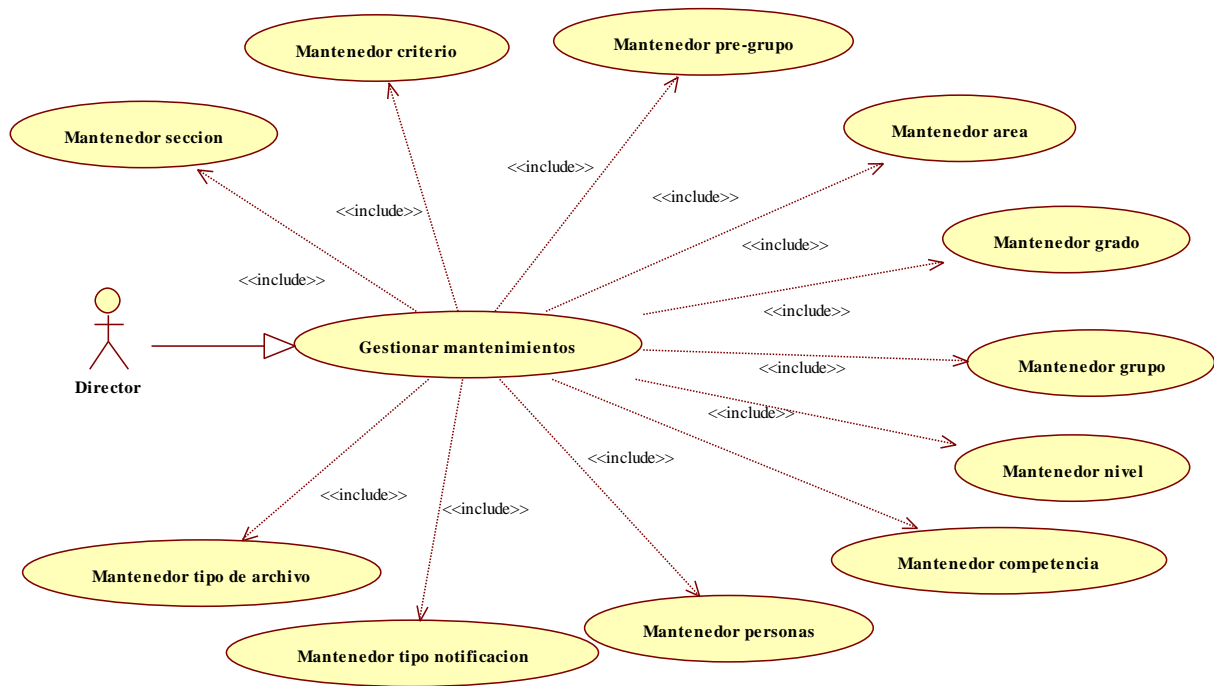 Mantenedor criterio
Mantenedor pre-grupo
Mantenedor seccion
Mantenedor area
<<include>>
<<include>>
<<include>>
<<include>>
Mantenedor grado
<<include>>
<<include>>
Gestionar mantenimientos
Director
<<include>>
Mantenedor grupo
<<include>>
<<include>>
Mantenedor nivel
<<include>>
<<include>>
Mantenedor competencia
Mantenedor tipo de archivo
Mantenedor personas
Mantenedor tipo notificacion